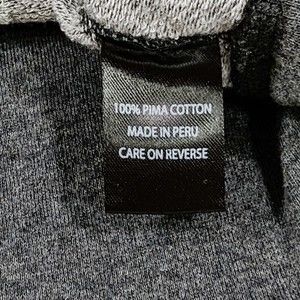 100% PIMA COTTON
MADE IN PERU
CARE ON REVERSE